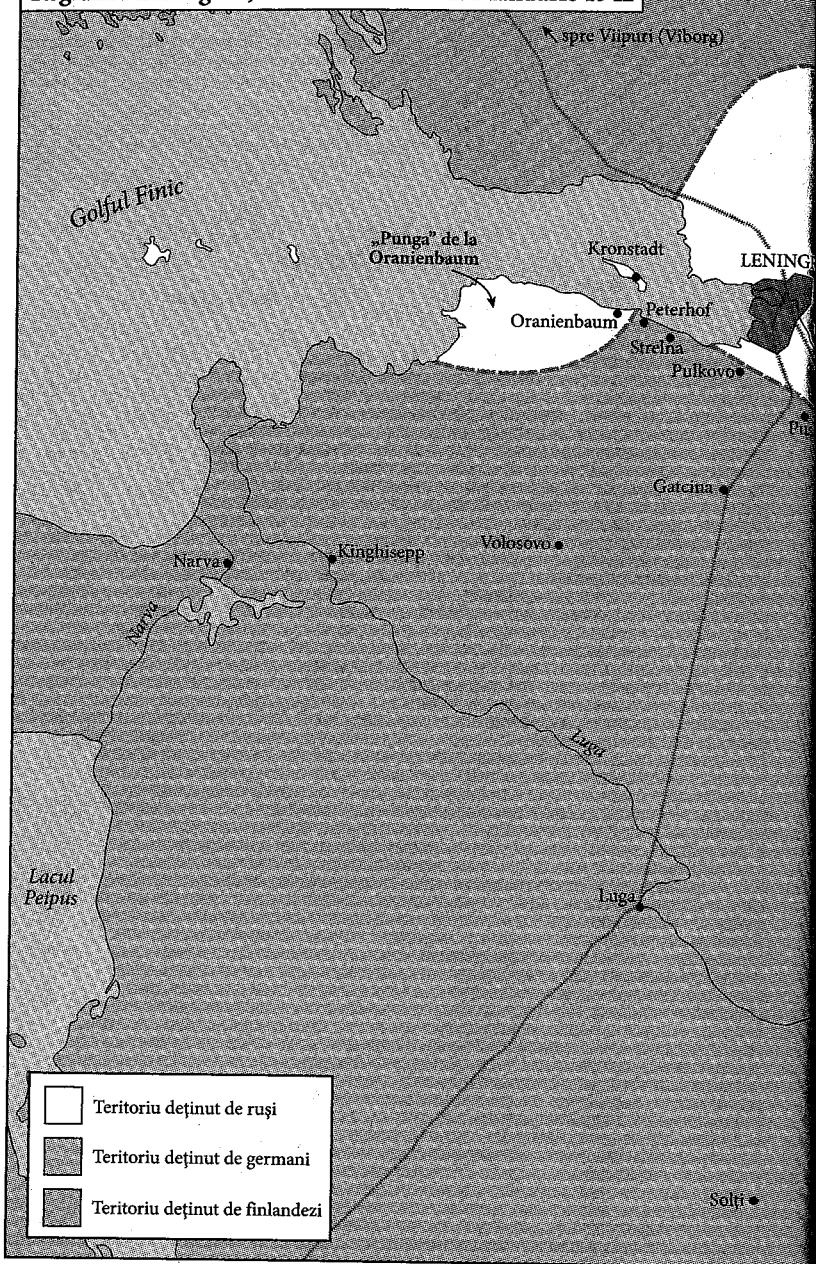 spre Viipuri (Viborg)
Golful Finic
„Punga” de la
Oranienbaum
Kronstadt
LENING
Oranienbaum
Peterhof
Strelna
Pulkovo
Gatcina
Volosovo
Narva
Kinghisepp
Narva
Luga
Lacul
Peipus
Luga
Teritoriu deținut de ruși
Teritoriu deținut de germani
Teritoriu deținut de finlandezi
Solți